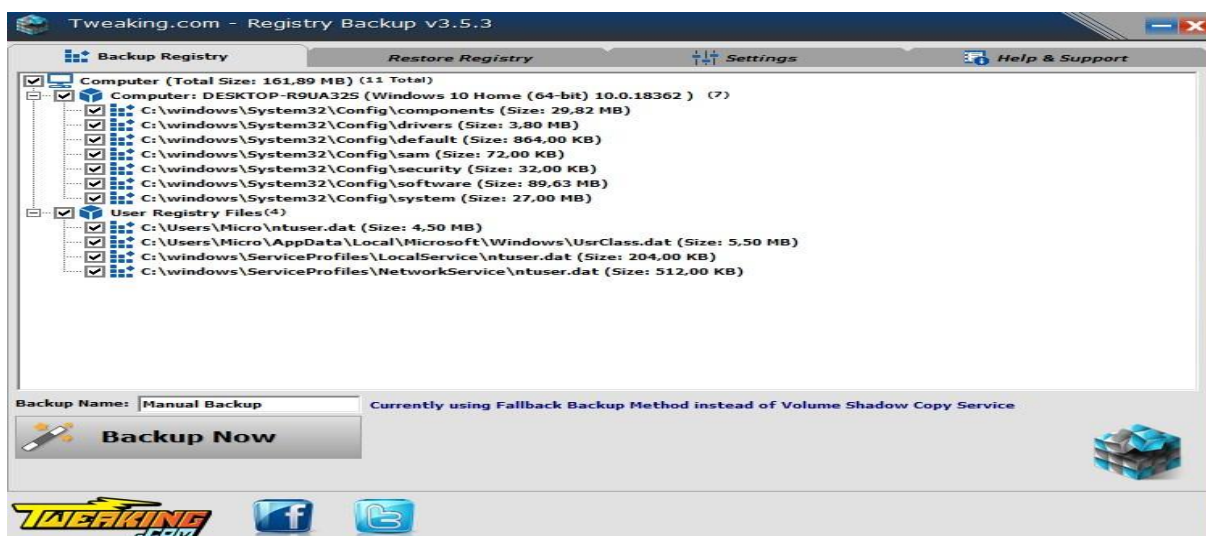 Tweaking.com - Registry Backup v3.5.3
Backup Registry
Restore Registry
Settings
Help & Support
Computer (Total Size: 161,89 MB) (11 Total)
Computer: DESKTOP-R9UA32S (Windows 10 Home (64-bit) 10.0.18362 ) (7)
C:\windows\System32\Config\components (Size: 29,82 MB)
C:\windows\System32\Config\drivers (Size: 3,80 MB)
C:\windows\System32\Config\default (Size: 864,00 KB)
C:\windows\System32\Config\sam (Size: 72,00 KB)
C:\windows\System32\Config\security (Size: 32,00 KB)
C:\windows\System32\Config\software (Size: 89,63 MB)
C:\windows\System32\Config\system (Size: 27,00 MB)
User Registry Files(4)
C:\Users\Micro\ntuser.dat (Size: 4,50 MB)
C:\Users\Micro\AppData\Local\Microsoft\Windows\UsrClass.dat (Size: 5,50 MB)
C:\windows\ServiceProfiles\LocalService\ntuser.dat (Size: 204,00 KB)
C:\windows\ServiceProfiles\NetworkService\ntuser.dat (Size: 512,00 KB)
Backup Name: Manual Backup
Currently using Fallback Backup Method instead of Volume Shadow Copy Service
Backup Now
TWEAKING
.COM